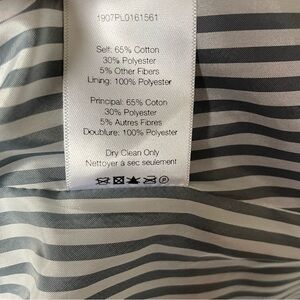 1907PL0161561
Self: 65% Cotton
30% Polyester
5% Other Fibers
Lining: 100% Polyester
Principal: 65% Coton
30% Polyester
5% Autres Fibres
Doublure: 100% Polyester
Dry Clean Only
Nettoyer à sec seulement